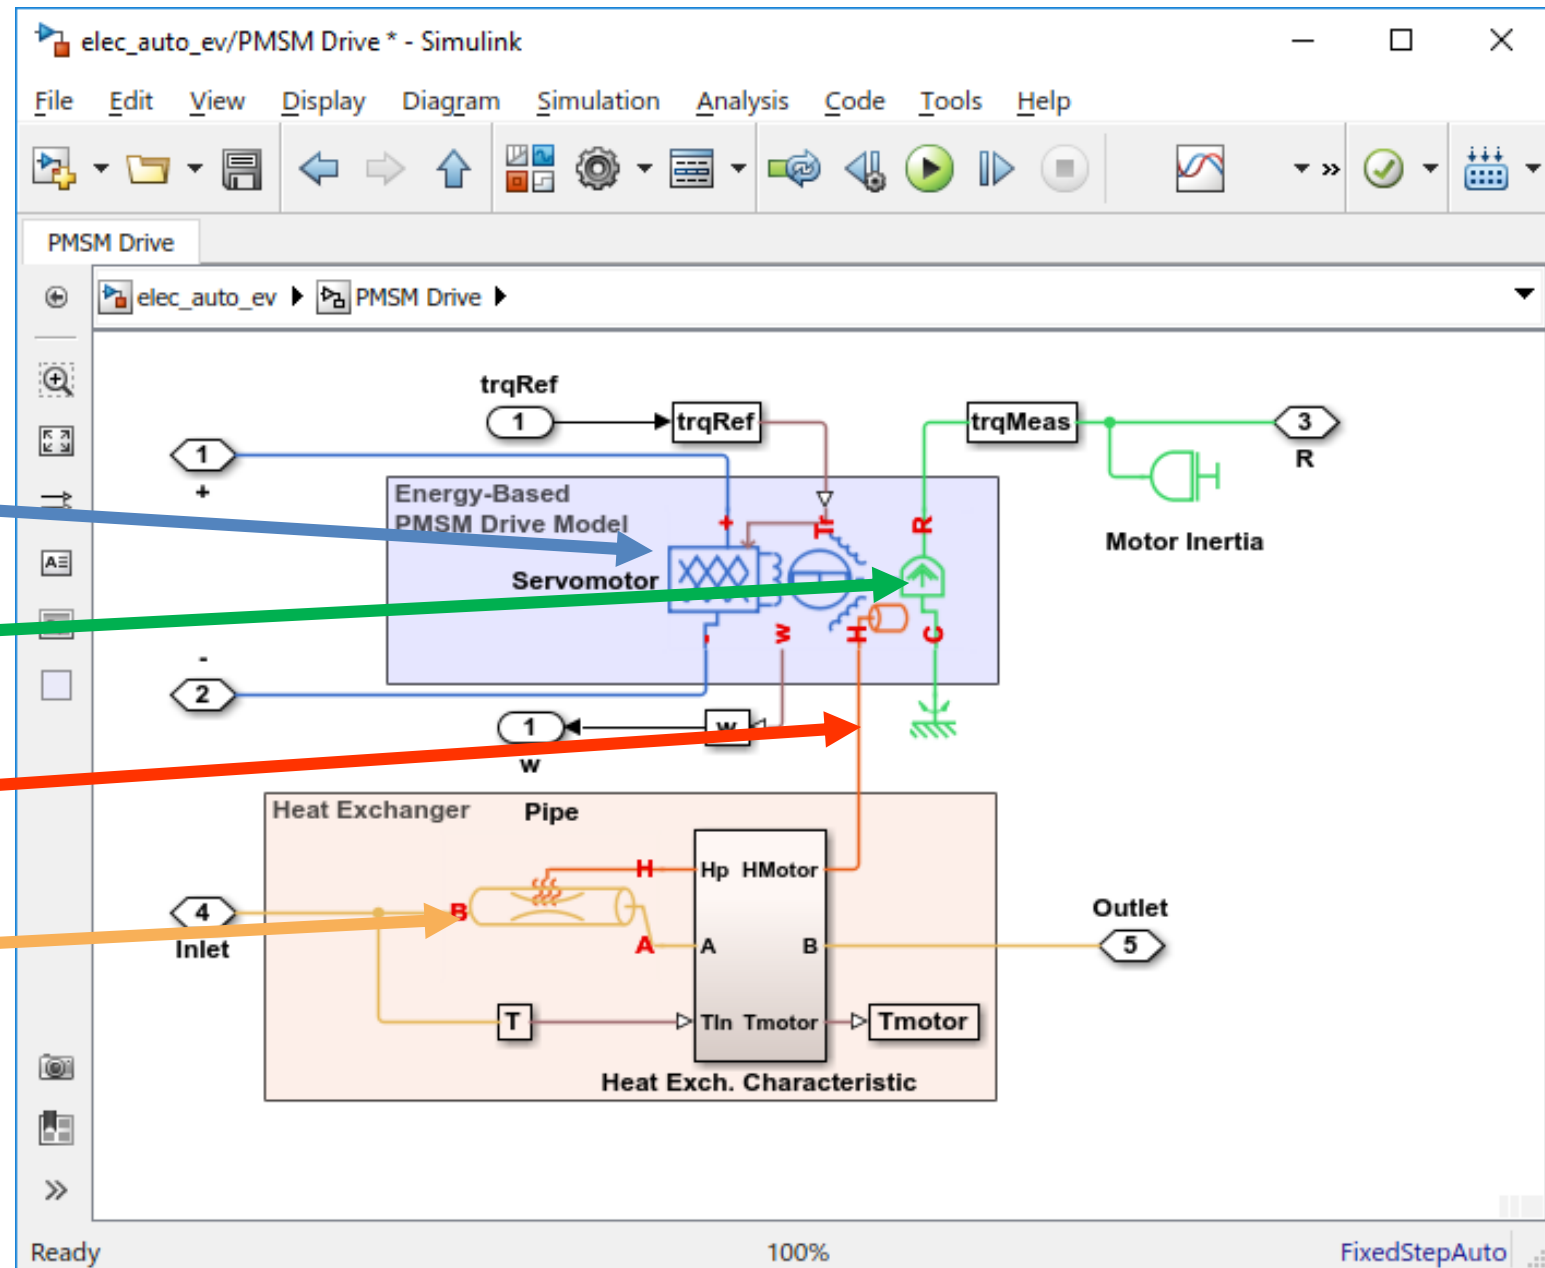 elec_auto_ev/PMSM Drive * - Simulink
File Edit View Display Diagram Simulation Analysis Code Tools Help
PMSM Drive
elec_auto_ev PMSM Drive
trqRef
1 trqRef trqMeas 3
R
1
+
Energy-Based
PMSM Drive Model
+ Tr R
Motor Inertia
Servomotor
- w H C
-
2
1 w
w
Heat Exchanger Pipe
H Hp HMotor
4 B
Inlet
A A B
Outlet
5
T TIn Tmotor Tmotor
Heat Exch. Characteristic
Ready 100% FixedStepAuto